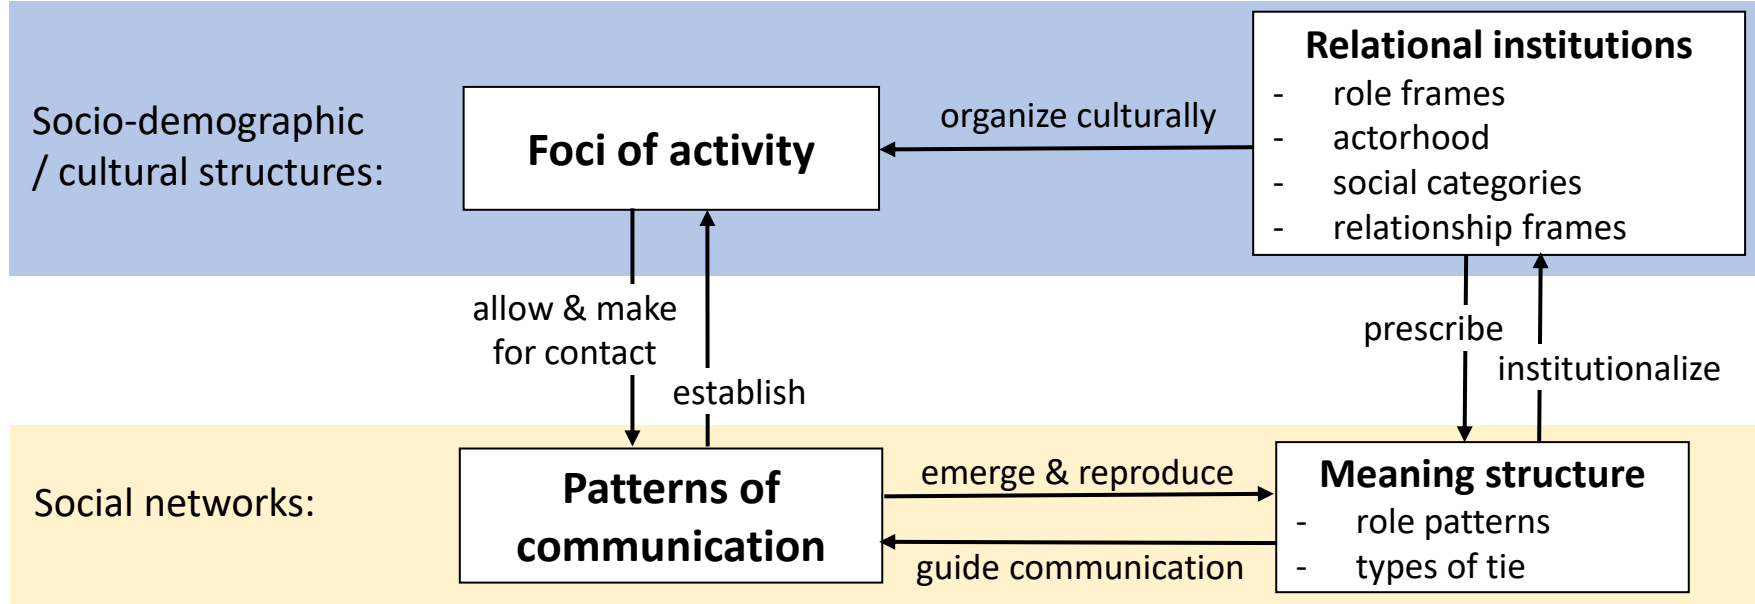 Socio-demographic
/ cultural structures:
Foci of activity
organize culturally
Relational institutions
- role frames
- actorhood
- social categories
- relationship frames
allow & make
for contact
establish
prescribe
institutionalize
Social networks:
Patterns of
communication
emerge & reproduce
guide communication
Meaning structure
- role patterns
- types of tie